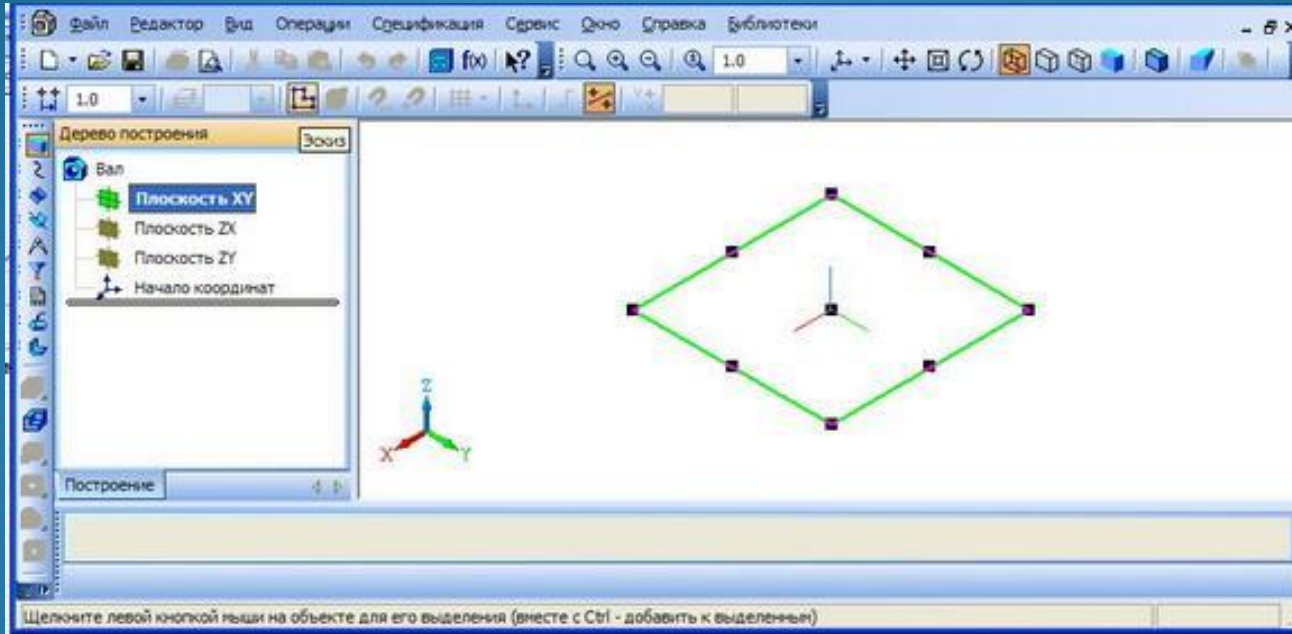 Файл Редактор Вид Операции Спецификация Сервис Окно Справка Библиотеки
f(x) ? 1.0
1.0
Дерево построения
Эскиз
Вал
Плоскость XY
Плоскость ZX
Плоскость ZY
Начало координат
Z
X Y
Построение
Щелкните левой кнопкой мыши на объекте для его выделения (вместе с Ctrl - добавить к выделенным)